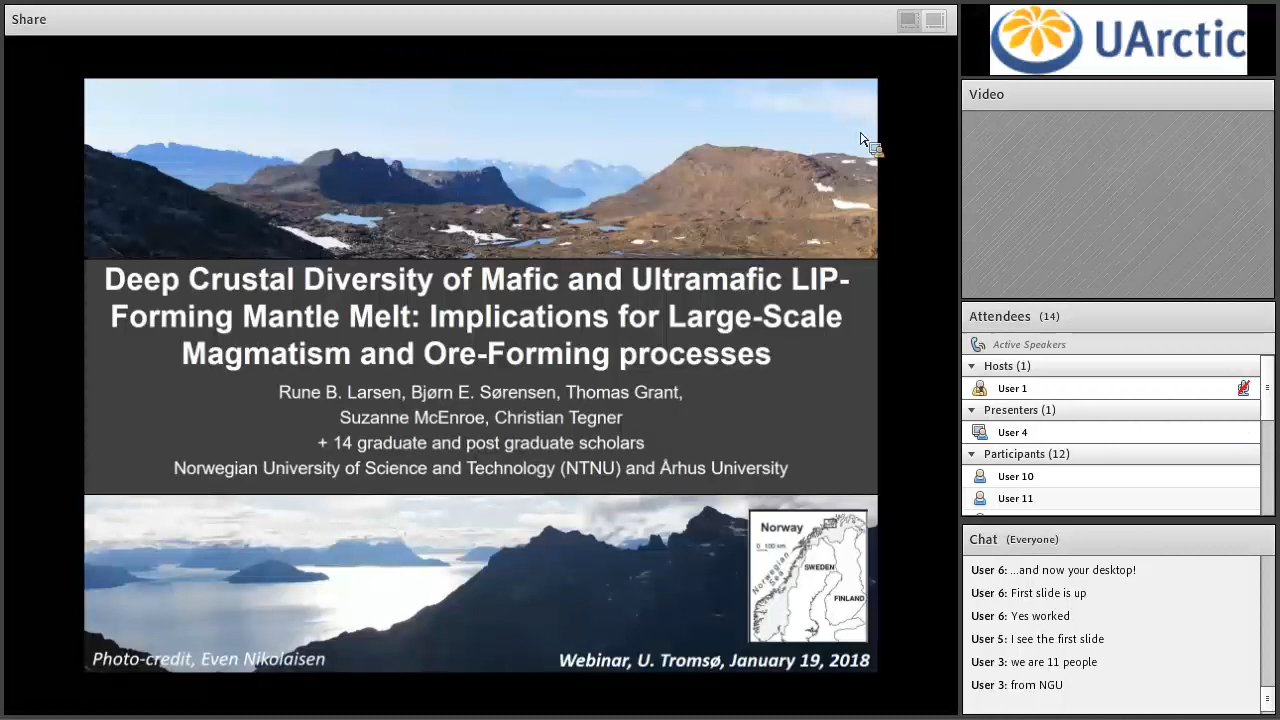 Share
Deep Crustal Diversity of Mafic and Ultramafic LIP-
Forming Mantle Melt: Implications for Large-Scale
Magmatism and Ore-Forming processes
Rune B. Larsen, Bjørn E. Sørensen, Thomas Grant,
Suzanne McEnroe, Christian Tegner
+ 14 graduate and post graduate scholars
Norwegian University of Science and Technology (NTNU) and Århus University
Norway
Norwegian Sea
SWEDEN
FINLAND
Photo-credit, Even Nikolaisen
Webinar, U. Tromsø, January 19, 2018
UArctic
Video
Attendees (14)
Active Speakers
Hosts (1)
User 1
Presenters (1)
User 4
Participants (12)
User 10
User 11
Chat (Everyone)
User 6: ...and now your desktop!
User 6: First slide is up
User 6: Yes worked
User 5: I see the first slide
User 3: we are 11 people
User 3: from NGU